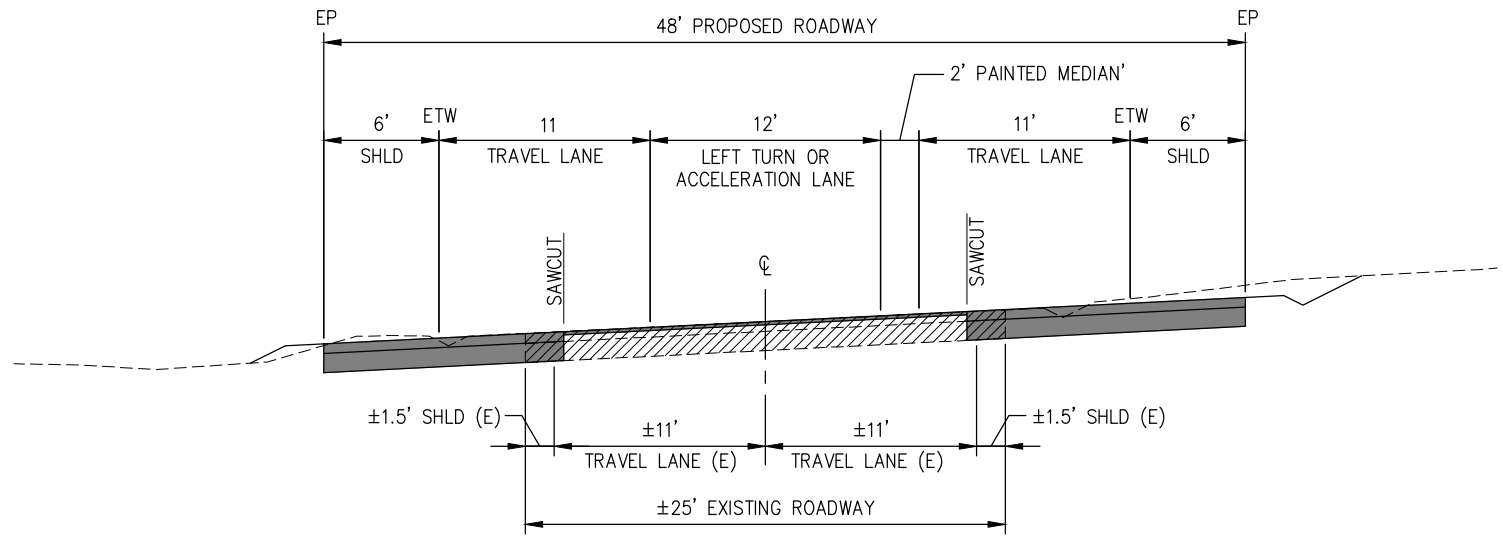 EP
48' PROPOSED ROADWAY
EP
2' PAINTED MEDIAN'
6'
SHLD
ETW
11
TRAVEL LANE
12'
LEFT TURN OR
ACCELERATION LANE
11'
TRAVEL LANE
ETW
6'
SHLD
SAWCUT
℄
SAWCUT
±1.5' SHLD (E)
±11'
TRAVEL LANE (E)
±11'
TRAVEL LANE (E)
±1.5' SHLD (E)
±25' EXISTING ROADWAY